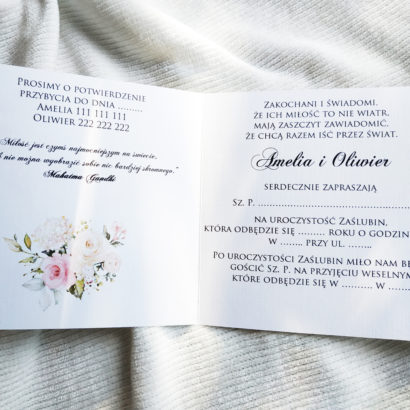 PROSIMY O POTWIERDZENIE
PRZYBYCIA DO DNIA .........
AMELIA 111 111 111
OLIWIER 222 222 222
Miłość jest czymś najmocniejszym na świecie,
nie można wyobrazić sobie nic bardziej skromnego."
Mahatma Gandhi
ZAKOCHANI I ŚWIADOMI.
ŻE ICH MIŁOŚĆ TO NIE WIATR,
MAJĄ ZASZCZYT ZAWIADOMIĆ.
ŻE CHCĄ RAZEM IŚĆ PRZEZ ŚWIAT.
Amelia i Oliwier
SERDECZNIE ZAPRASZAJĄ
SZ. P. ..............................
NA UROCZYSTOŚĆ ZAŚLUBIN,
KTÓRA ODBĘDZIE SIĘ ......... ROKU O GODZIN
W ........ PRZY UL. ........
PO UROCZYSTOŚCI ZAŚLUBIN MIŁO NAM BĘ
GOŚCIĆ SZ. P. NA PRZYJĘCIU WESELNY
KTÓRE ODBĘDZIE SIĘ W ........... W ....